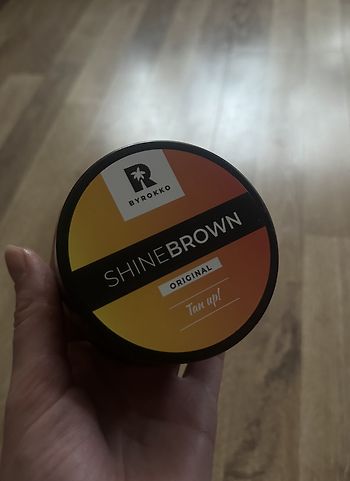 R
BYROKKO
SHINEBROWN
ORIGINAL
Tan up!